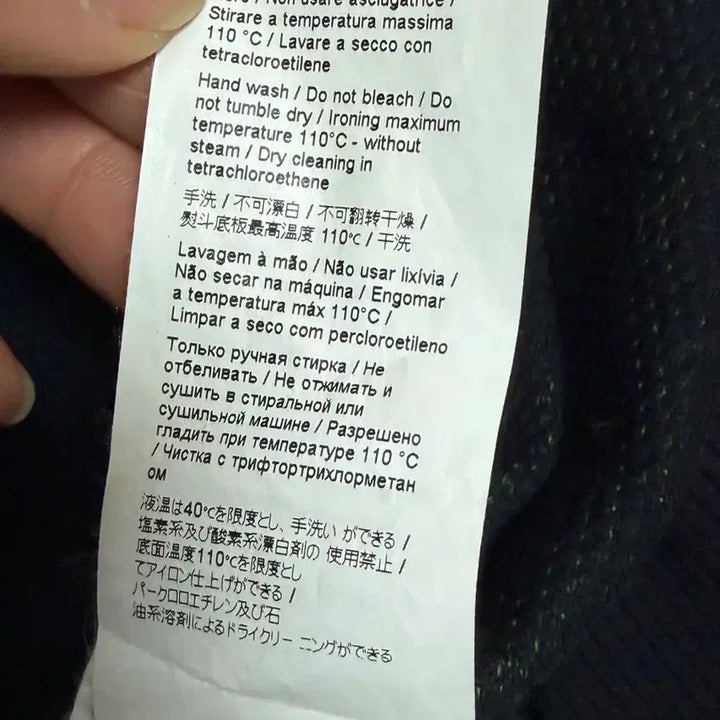 Non usare asciugatrice /
Stirare a temperatura massima
110 °C / Lavare a secco con
tetracloroetilene
Hand wash / Do not bleach / Do
not tumble dry / Ironing maximum
temperature 110°C - without
steam / Dry cleaning in
tetrachloroethene
手洗 / 不可漂白 / 不可翻转干燥 /
熨斗底板最高温度 110℃ / 干洗
Lavagem à mão / Não usar lixívia /
Não secar na máquina / Engomar
a temperatura máx 110°C /
Limpar a seco com percloroetileno
Только ручная стирка / Не
отбеливать / Не отжимать и
сушить в стиральной или
сушильной машине / Разрешено
гладить при температуре 110 °C
/ Чистка с трифтортрихлорметан
ом
液温は40℃を限度とし、手洗い ができる /
塩素系及び酸素系漂白剤の 使用禁止 /
底面温度110℃を限度とし
てアイロン仕上げができる /
パークロロエチレン及び石
油系溶剤によるドライクリー ニングができる